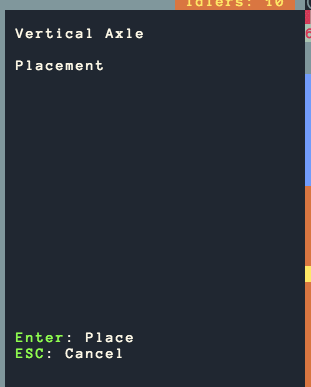 Idlers: 10
Vertical Axle
Placement
Enter: Place
ESC: Cancel